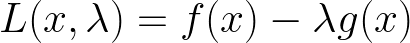 L(x, λ) = f(x) − λg(x)